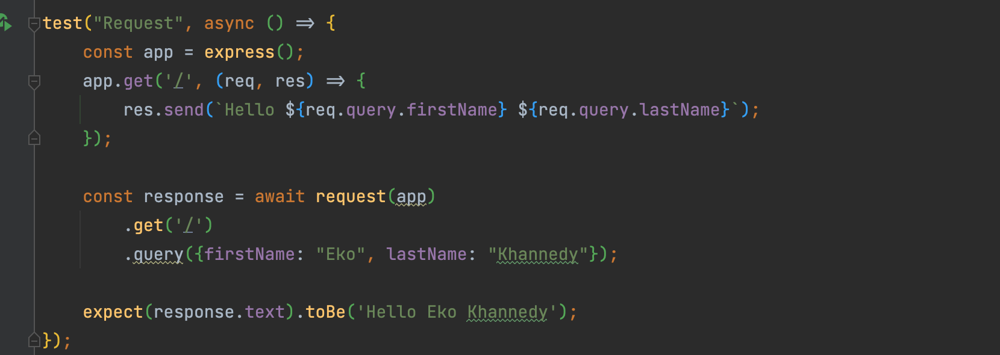 test("Request", async () => {
    const app = express();
    app.get('/', (req, res) => {
        res.send(`Hello ${req.query.firstName} ${req.query.lastName}`);
    });

    const response = await request(app)
        .get('/')
        .query({firstName: "Eko", lastName: "Khannedy"});

    expect(response.text).toBe('Hello Eko Khannedy');
});